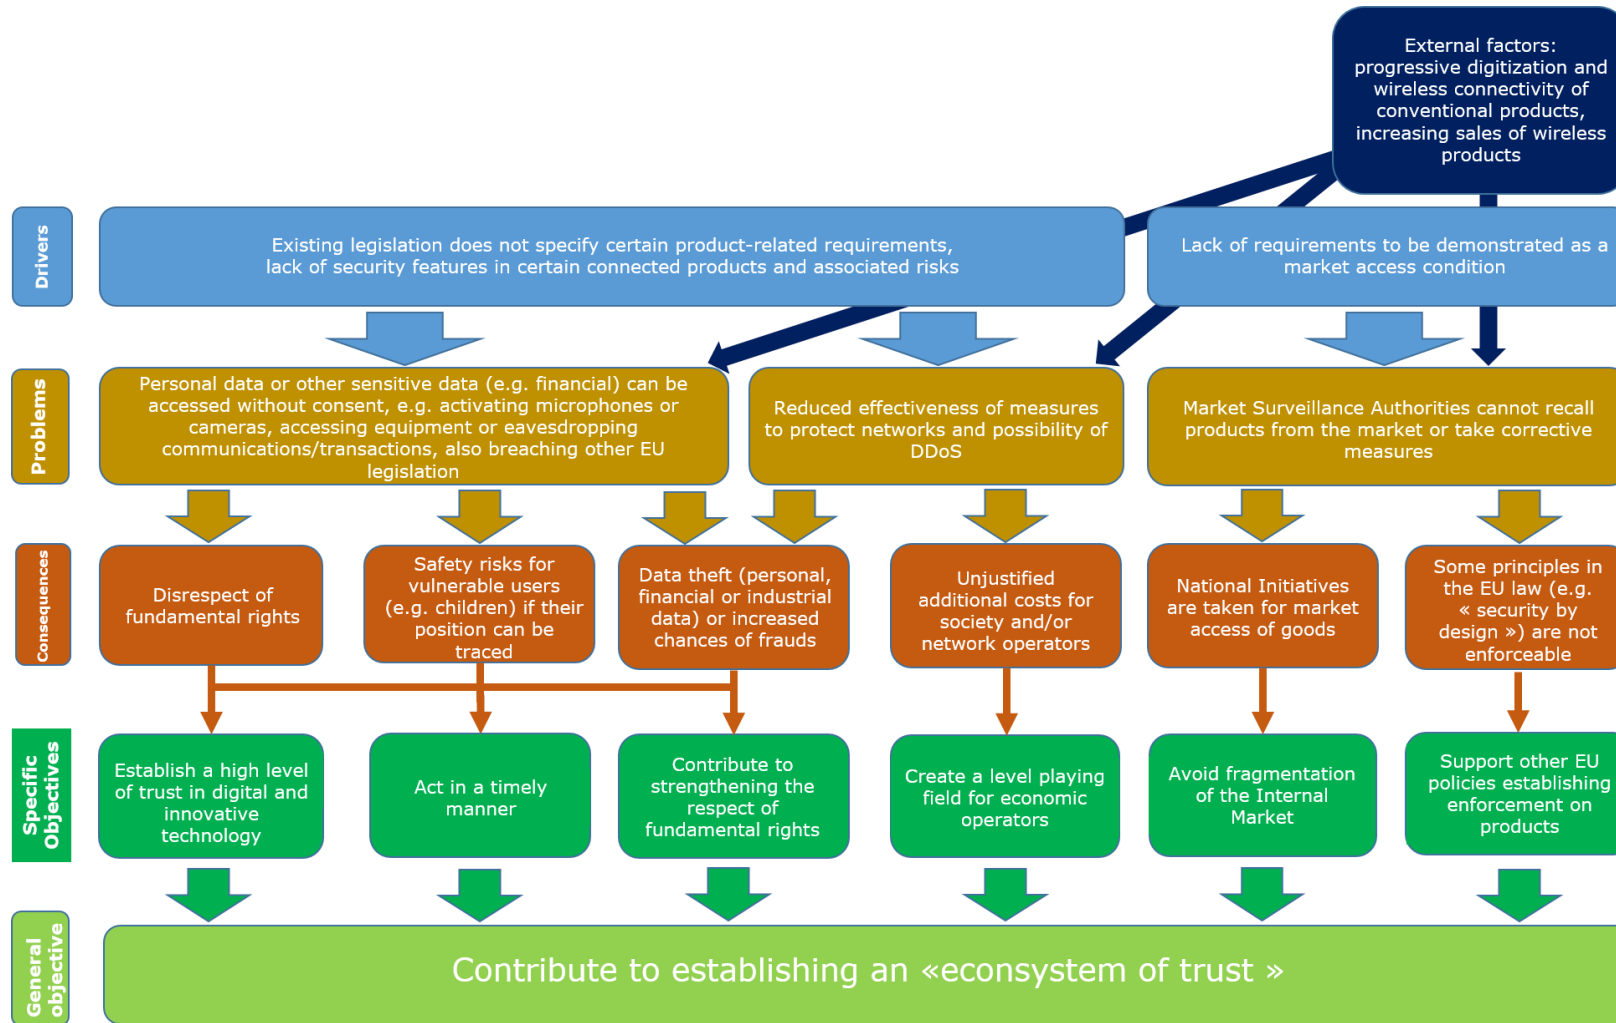 External factors:
progressive digitization and
wireless connectivity of
conventional products,
increasing sales of wireless
products
Drivers
Existing legislation does not specify certain product-related requirements,
lack of security features in certain connected products and associated risks
Lack of requirements to be demonstrated as a
market access condition
Problems
Personal data or other sensitive data (e.g. financial) can be
accessed without consent, e.g. activating microphones or
cameras, accessing equipment or eavesdropping
communications/transactions, also breaching other EU
legislation
Reduced effectiveness of measures
to protect networks and possibility of
DDoS
Market Surveillance Authorities cannot recall
products from the market or take corrective
measures
Consequences
Disrespect of
fundamental rights
Safety risks for
vulnerable users
(e.g. children) if their
position can be
traced
Data theft (personal,
financial or industrial
data) or increased
chances of frauds
Unjustified
additional costs for
society and/or
network operators
National Initiatives
are taken for market
access of goods
Some principles in
the EU law (e.g.
« security by
design ») are not
enforceable
Specific
Objectives
Establish a high level
of trust in digital and
innovative
technology
Act in a timely
manner
Contribute to
strengthening the
respect of
fundamental rights
Create a level playing
field for economic
operators
Avoid fragmentation
of the Internal
Market
Support other EU
policies establishing
enforcement on
products
General
objective
Contribute to establishing an «econsystem of trust »